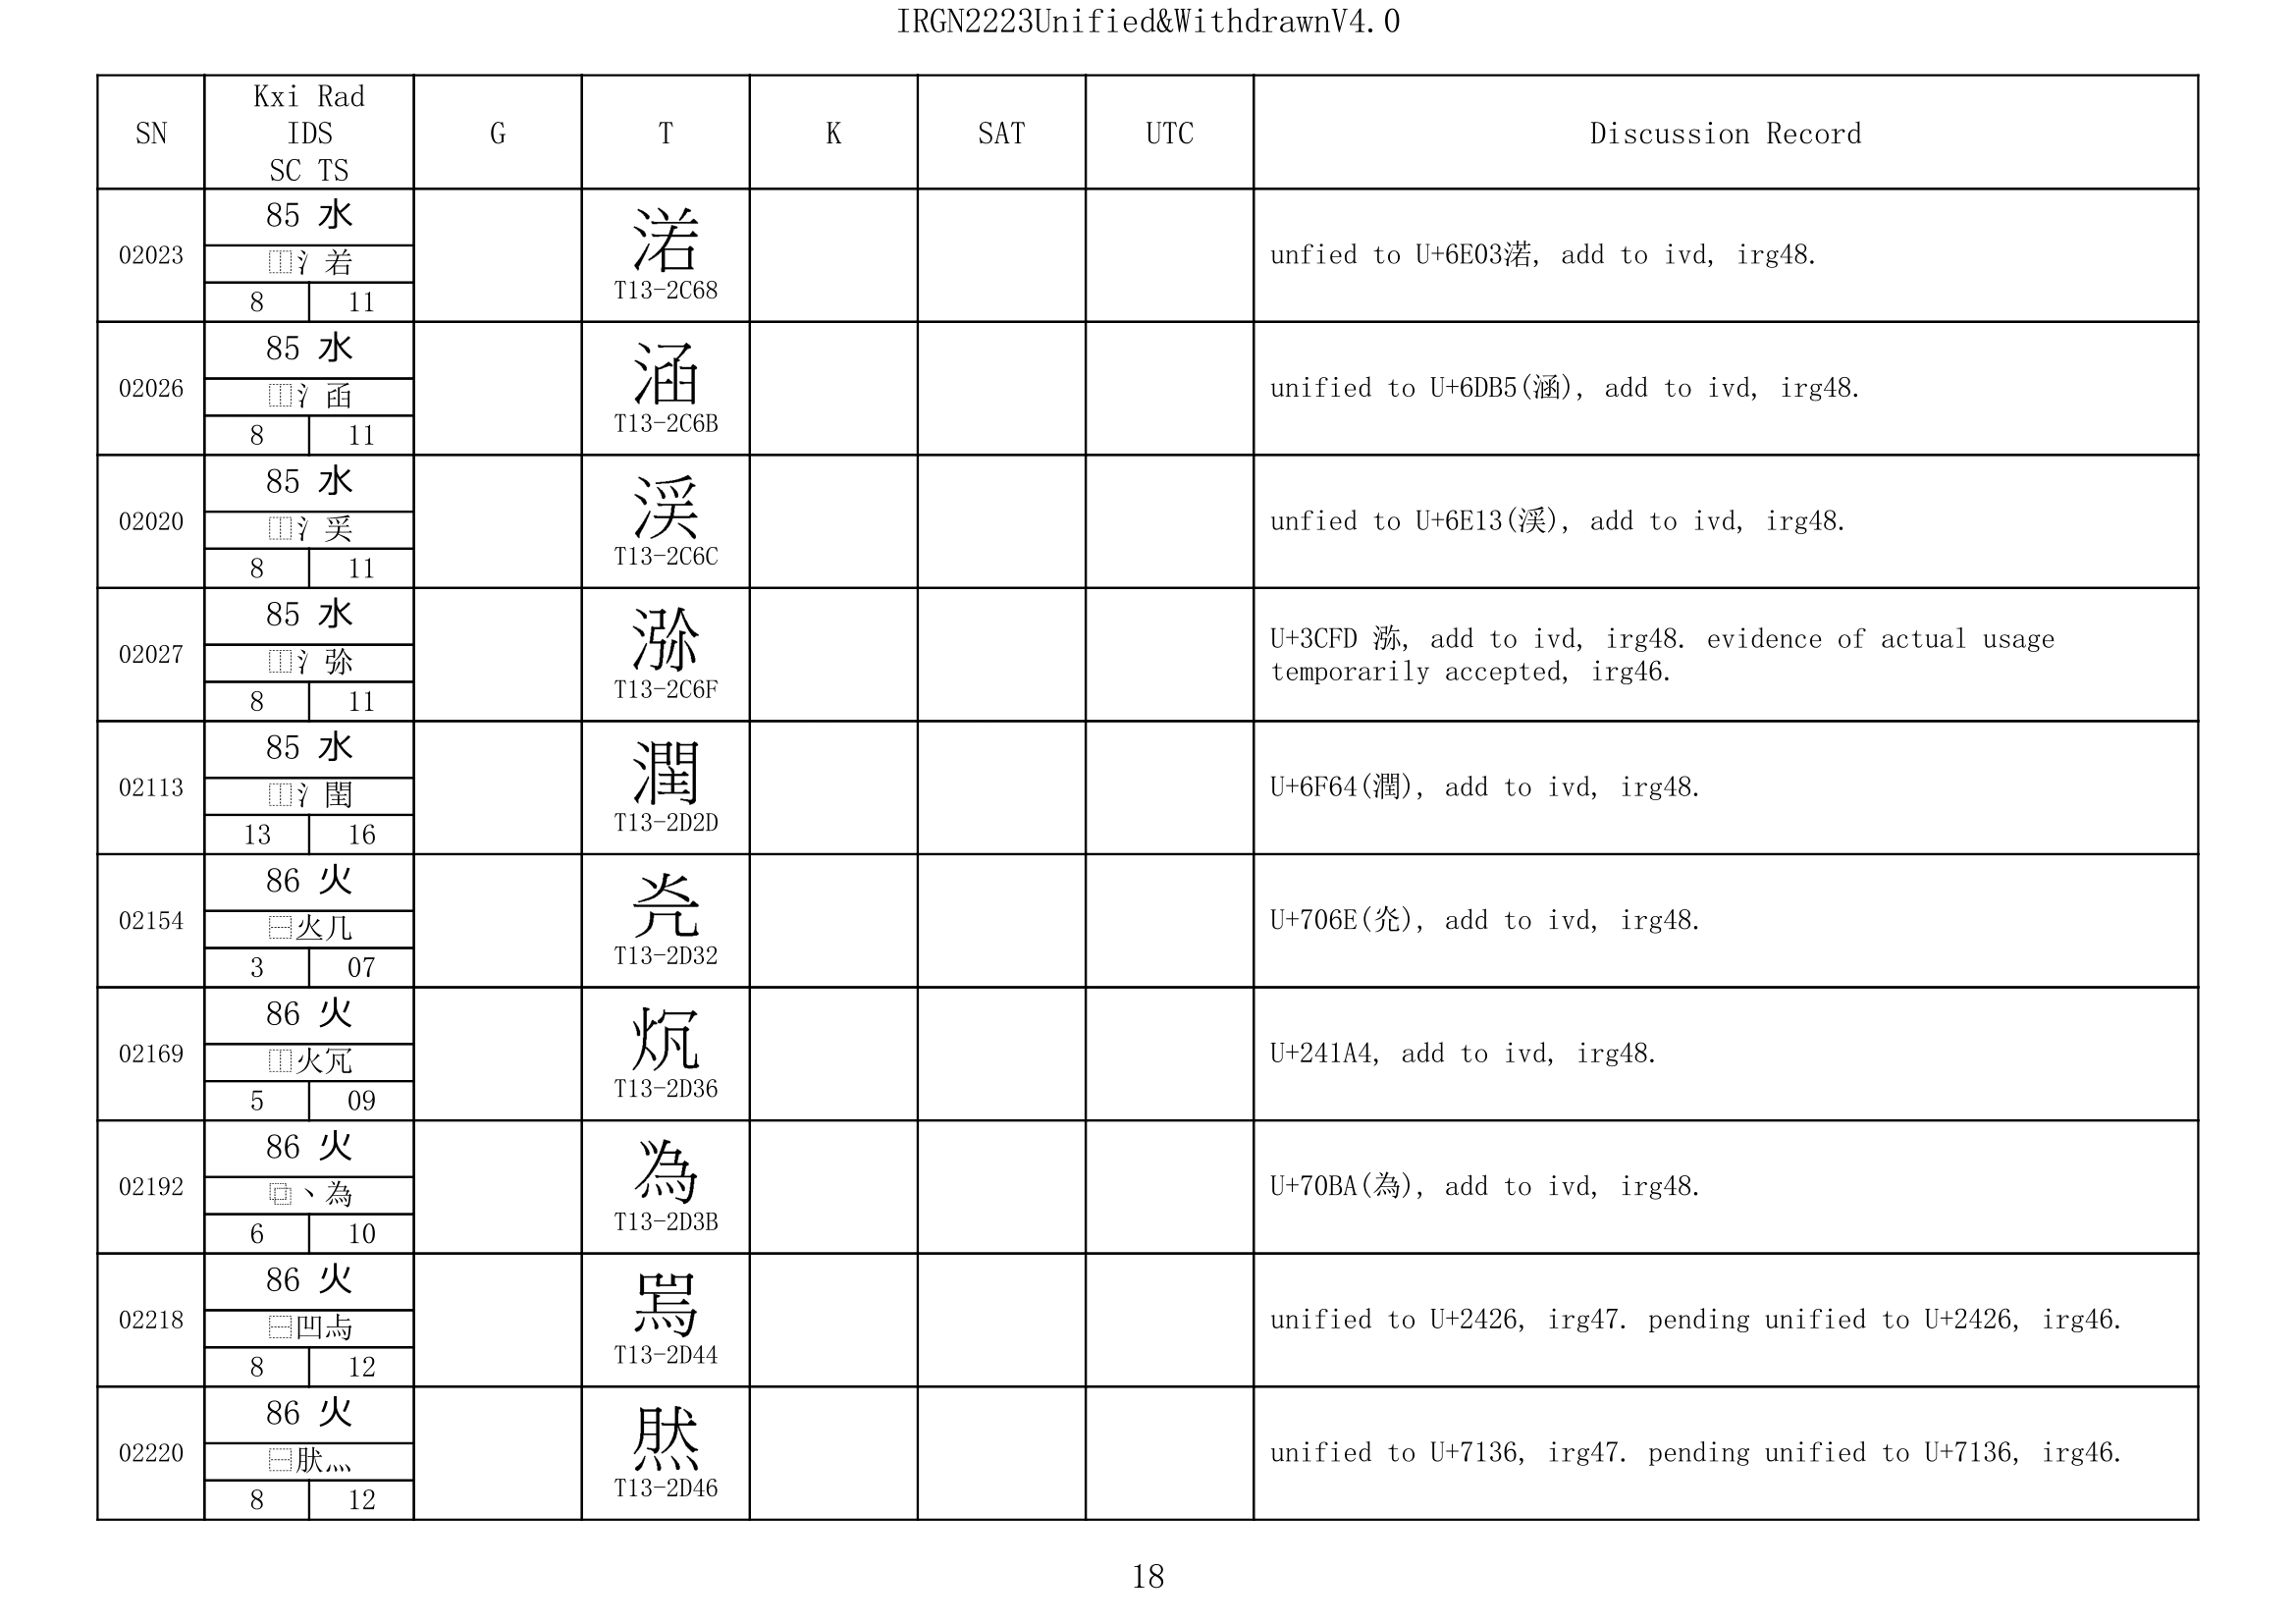 IRGN2223Unified&WithdrawnV4.0
SN
Kxi Rad
IDS
SC TS
G
T
K
SAT
UTC
Discussion Record
02023
85 水
⿰氵若
8
11
渃
T13-2C68
unfied to U+6E03渃, add to ivd, irg48.
02026
85 水
⿰氵函
8
11
涵
T13-2C6B
unified to U+6DB5(涵), add to ivd, irg48.
02020
85 水
⿰氵
8
11
渓
T13-2C6C
unfied to U+6E13(渓), add to ivd, irg48.
02027
85 水
⿰氵弥
8
11
㳽
T13-2C6F
U+3CFD 㳽, add to ivd, irg48. evidence of actual usage
temporarily accepted, irg46.
02113
85 水
⿰氵閏
13
16
潤
T13-2D2D
U+6F64(潤), add to ivd, irg48.
02154
86 火
⿱几
3
07
T13-2D32
U+706E(灮), add to ivd, irg48.
02169
86 火
⿰火冗
5
09
T13-2D36
U+241A4, add to ivd, irg48.
02192
86 火
⿻丶為
6
10
為
T13-2D3B
U+70BA(為), add to ivd, irg48.
02218
86 火
⿱凹
8
12
T13-2D44
unified to U+2426, irg47. pending unified to U+2426, irg46.
02220
86 火
⿱肰灬
8
12
然
T13-2D46
unified to U+7136, irg47. pending unified to U+7136, irg46.
18